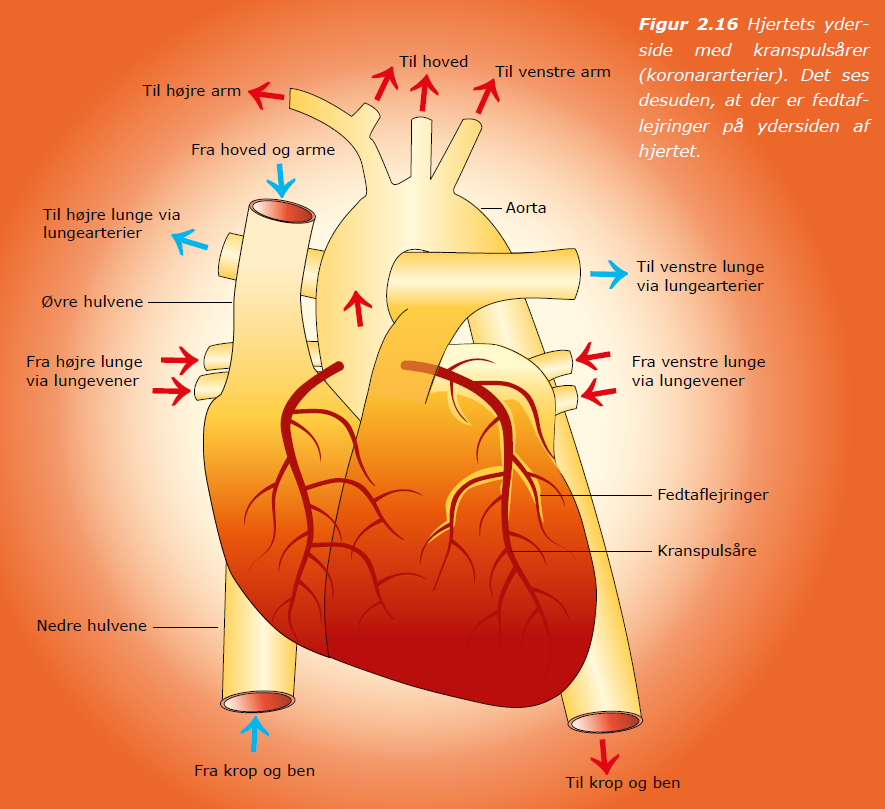 Figur 2.16 Hjertets yder-
side med kranspulsårer
(koronararterier). Det ses
desuden, at der er fedtaf-
lejringer på ydersiden af
hjertet.
Til hoved
Til venstre arm
Til højre arm
Fra hoved og arme
Aorta
Til højre lunge via
lungearterier
Til venstre lunge
via lungearterier
Øvre hulvene
Fra højre lunge
via lungevener
Fra venstre lunge
via lungevener
Fedtaflejringer
Kranspulsåre
Nedre hulvene
Fra krop og ben
Til krop og ben